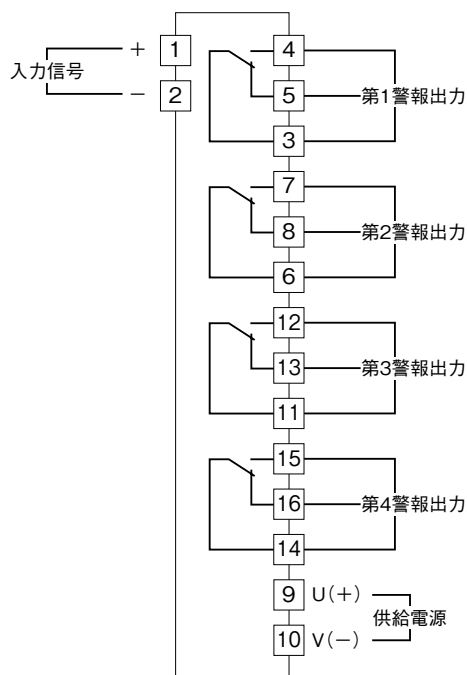 + 1
入力信号
− 2
4
5 第1警報出力
3
7
8 第2警報出力
6
12
13 第3警報出力
11
15
16 第4警報出力
14
9 U(+)
供給電源
10 V(−)